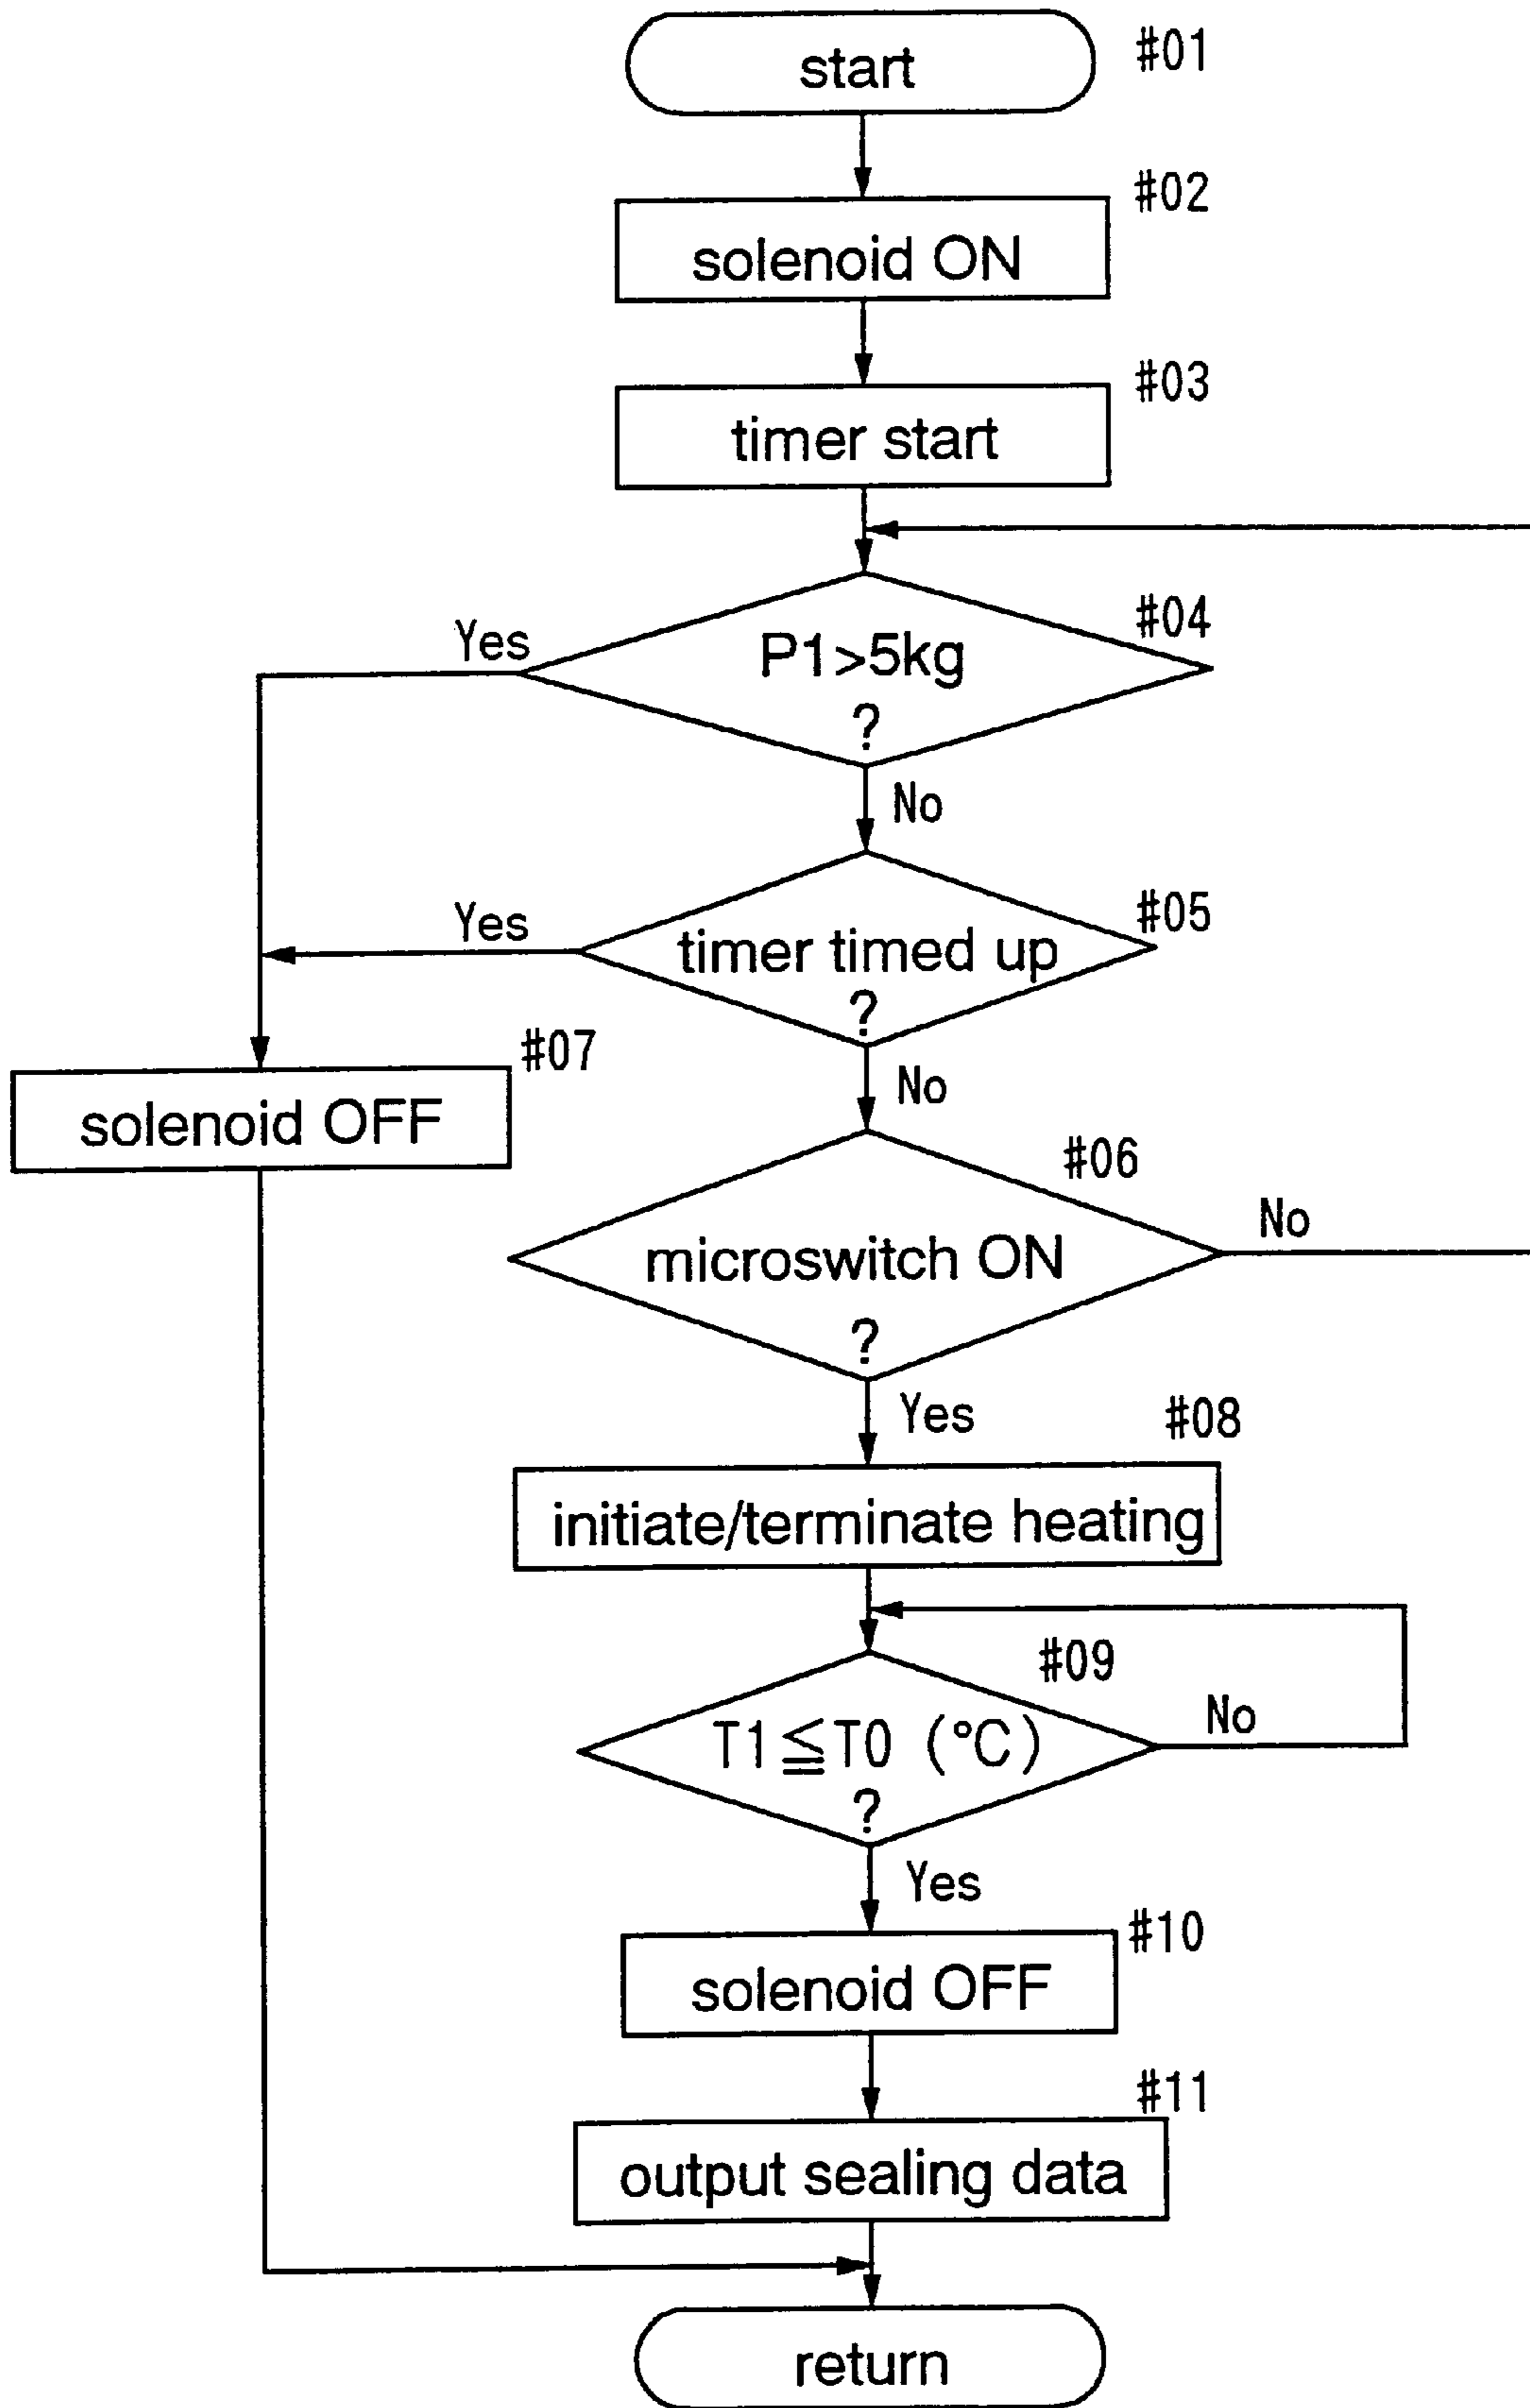 start
#01
#02
solenoid ON
#03
timer start
#04
Yes
P1>5kg
?
No
#05
Yes
timer timed up
?
#07
No
solenoid OFF
#06
No
microswitch ON
?
Yes
#08
initiate/terminate heating
#09
No
T1≦T0 (°C)
?
Yes
#10
solenoid OFF
#11
output sealing data
return